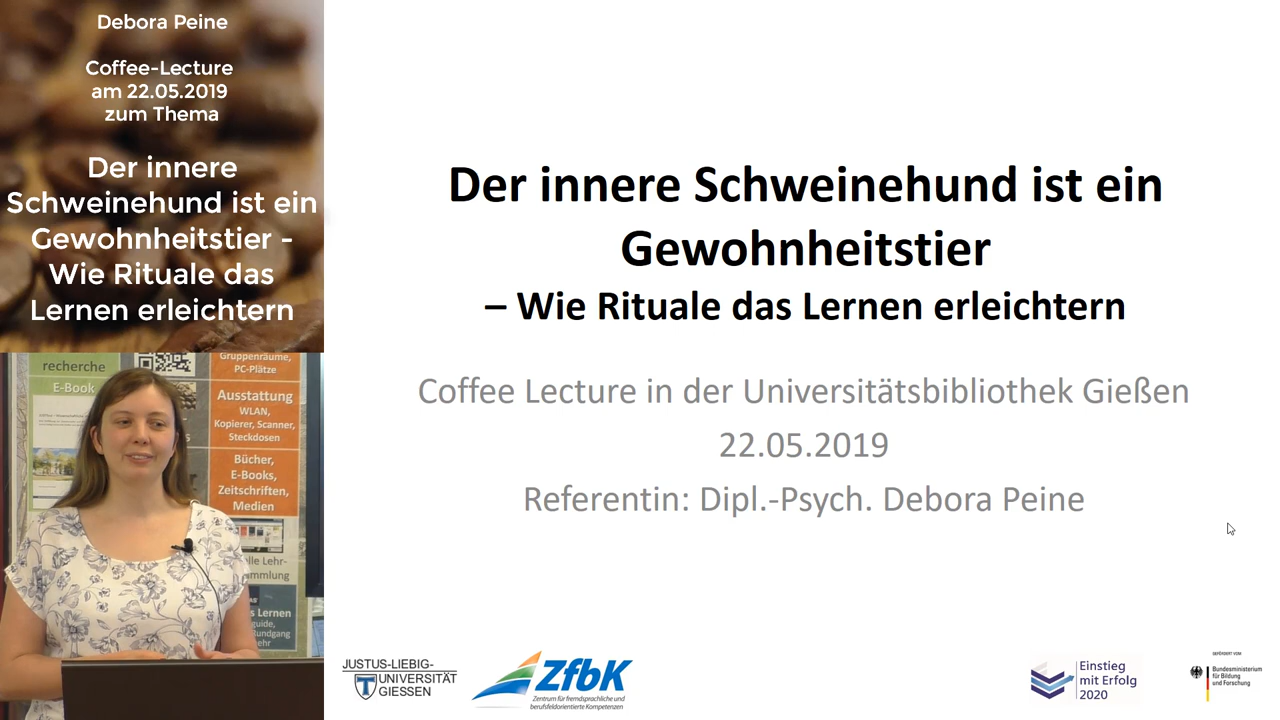 Debora Peine
Coffee-Lecture
am 22.05.2019
zum Thema
Der innere
Schweinehund ist ein
Gewohnheitstier -
Wie Rituale das
Lernen erleichtern
recherche
E-Book
Gruppenräume,
PC-Plätze
Ausstattung
WLAN,
Kopierer, Scanner,
Steckdosen
Bücher,
E-Books,
Zeitschriften,
Medien
Der innere Schweinehund ist ein
Gewohnheitstier
– Wie Rituale das Lernen erleichtern
Coffee Lecture in der Universitätsbibliothek Gießen
22.05.2019
Referentin: Dipl.-Psych. Debora Peine
JUSTUS-LIEBIG-
UNIVERSITÄT
GIESSEN
ZfbK
Zentrum für fremdsprachliche und
berufsfeldorientierte Kompetenzen
Einstieg
mit Erfolg
2020
GEFÖRDERT VOM
Bundesministerium
für Bildung
und Forschung